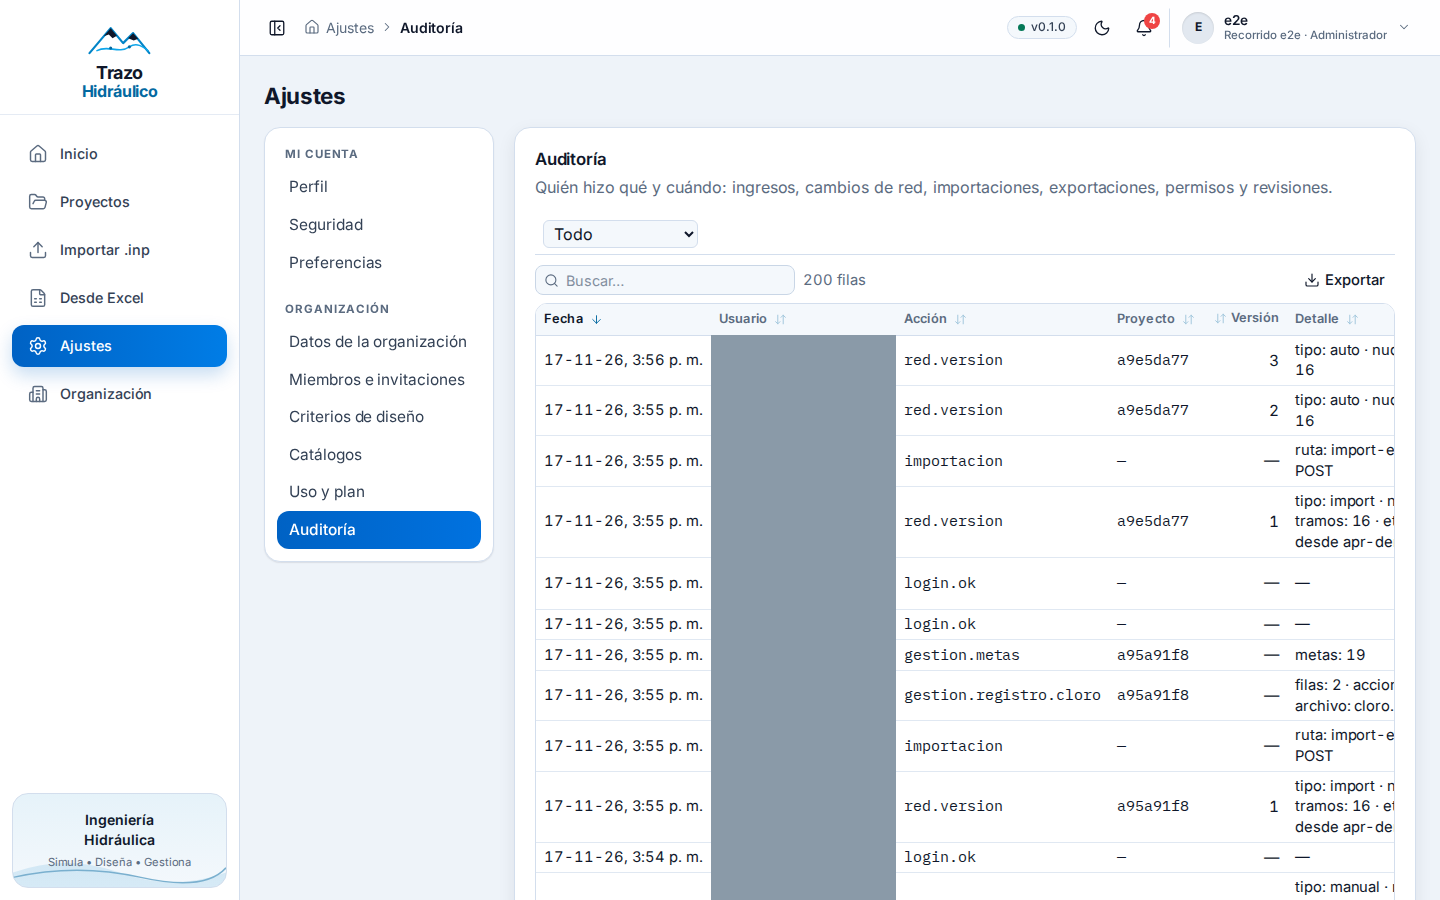 Trazo
Hidráulico
Inicio
Proyectos
Importar .inp
Desde Excel
Ajustes
Organización
Ingeniería
Hidráulica
Simula • Diseña • Gestiona
Ajustes > Auditoría
v0.1.0
4
E
e2e
Recorrido e2e · Administrador
Ajustes
MI CUENTA
Perfil
Seguridad
Preferencias
ORGANIZACIÓN
Datos de la organización
Miembros e invitaciones
Criterios de diseño
Catálogos
Uso y plan
Auditoría
Auditoría
Quién hizo qué y cuándo: ingresos, cambios de red, importaciones, exportaciones, permisos y revisiones.
Todo
Buscar...
200 filas
Exportar
Fecha Usuario Acción Proyecto Versión Detalle
17-11-26, 3:56 p. m. red.version a9e5da77 3 tipo: auto · nuc
16
17-11-26, 3:55 p. m. red.version a9e5da77 2 tipo: auto · nuc
16
17-11-26, 3:55 p. m. importacion — — ruta: import-e
POST
17-11-26, 3:55 p. m. red.version a9e5da77 1 tipo: import · n
tramos: 16 · et
desde apr-de
17-11-26, 3:55 p. m. login.ok — — —
17-11-26, 3:55 p. m. login.ok — — —
17-11-26, 3:55 p. m. gestion.metas a95a91f8 — metas: 19
17-11-26, 3:55 p. m. gestion.registro.cloro a95a91f8 — filas: 2 · accior
archivo: cloro.
17-11-26, 3:55 p. m. importacion — — ruta: import-e
POST
17-11-26, 3:55 p. m. red.version a95a91f8 1 tipo: import · n
tramos: 16 · et
desde apr-de
17-11-26, 3:54 p. m. login.ok — — —
tipo: manual ·